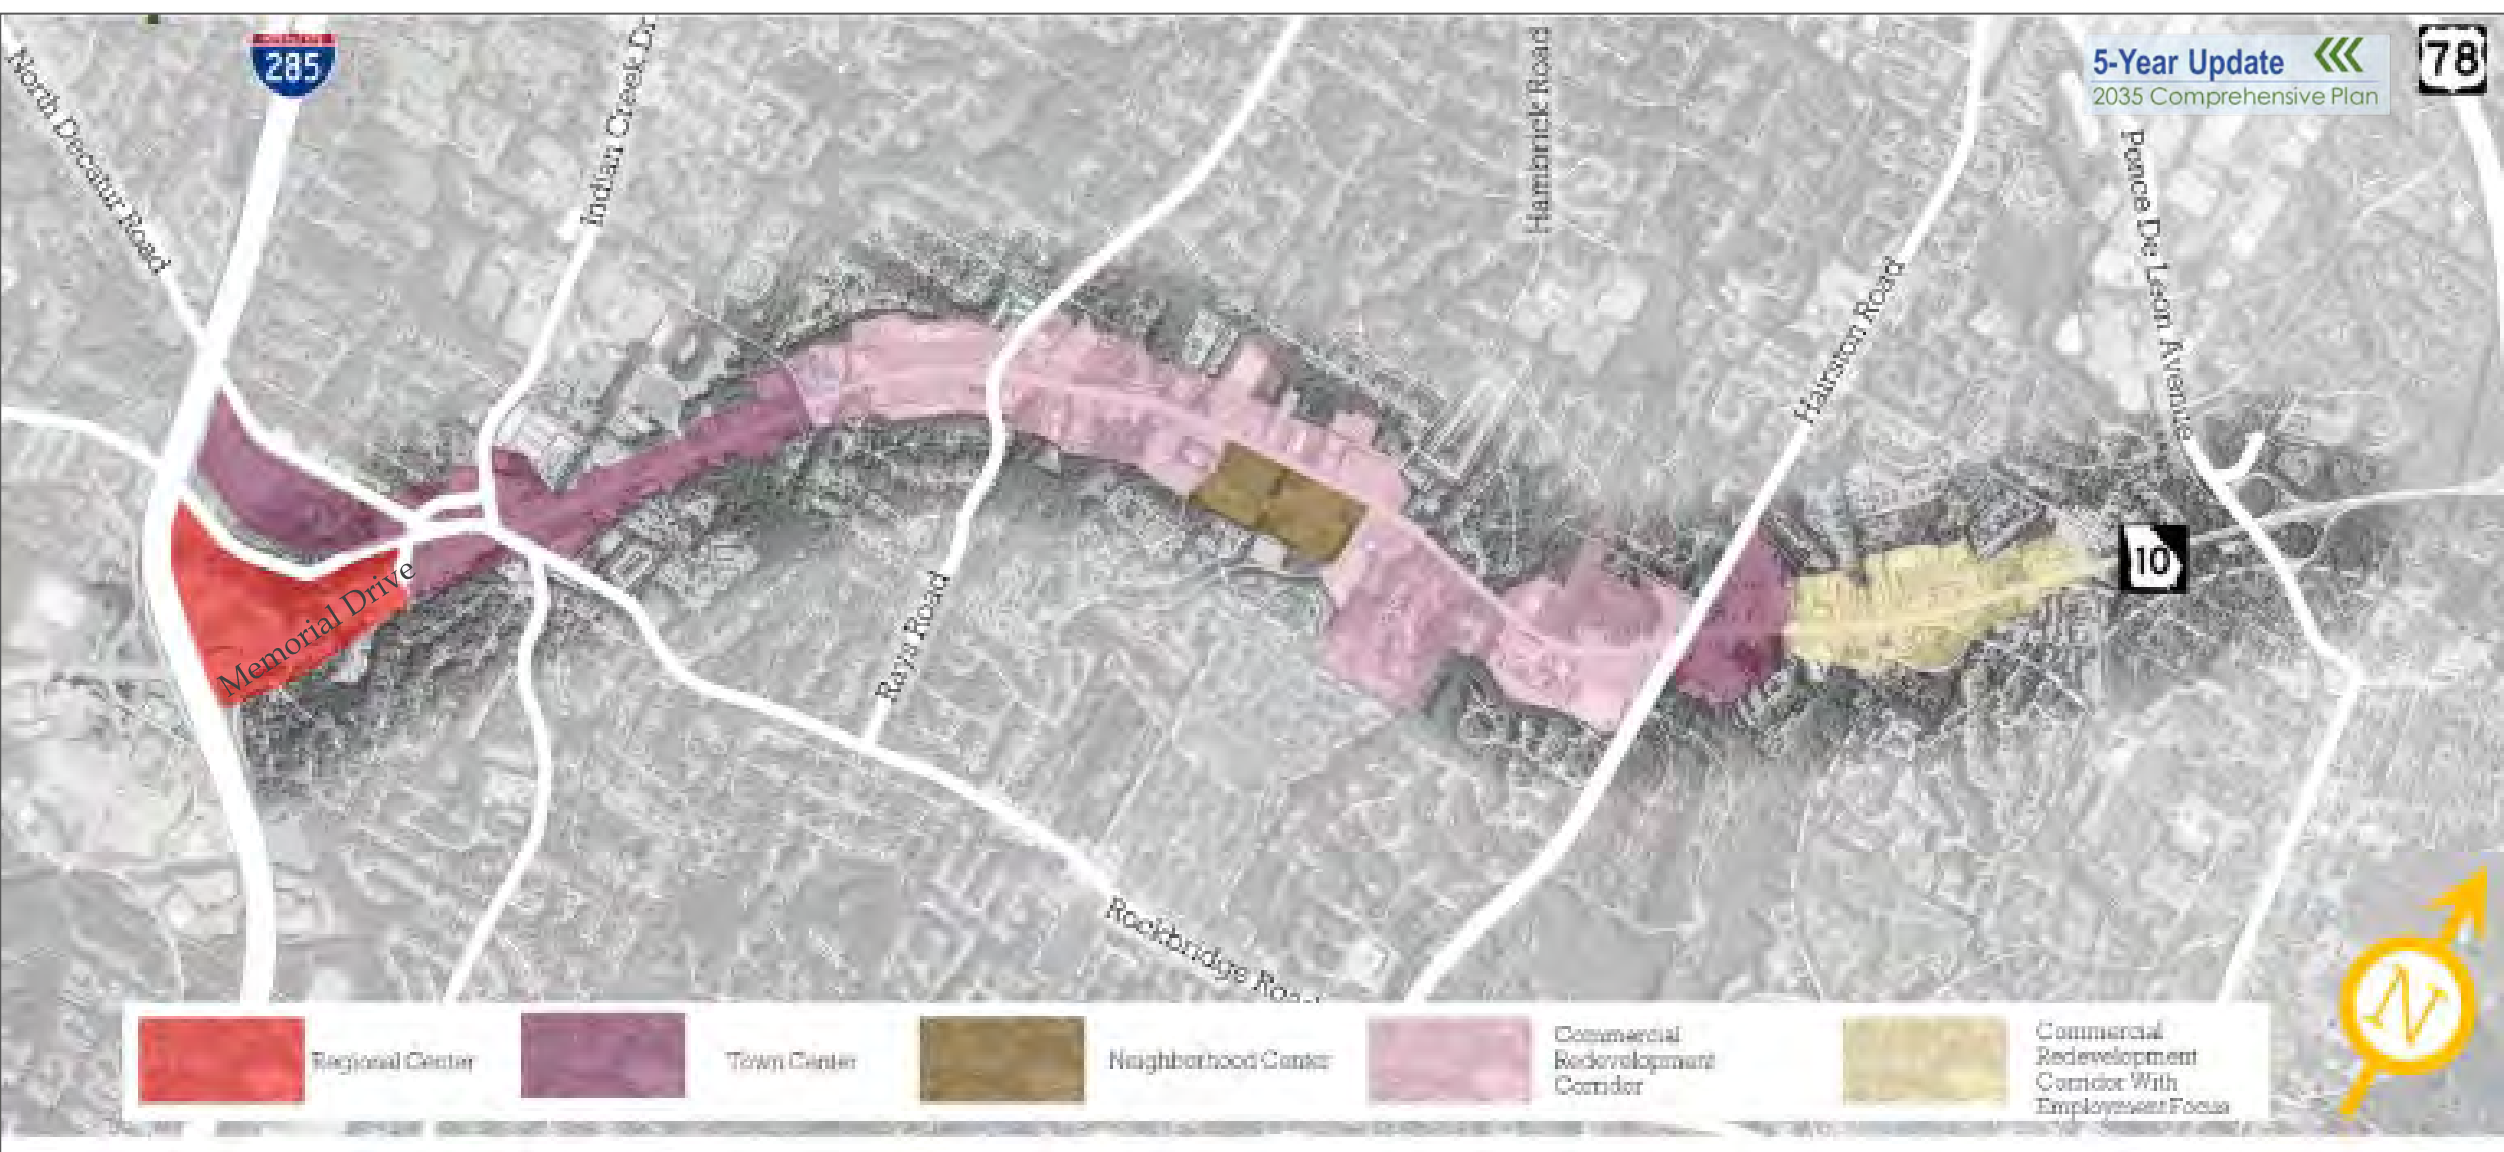 285
North Decatur Road
Indian Creek Dr
Hambrick Road
5-Year Update
2035 Comprehensive Plan
78
Ponce De Leon Avenue
Hairston Road
10
Memorial Drive
Rays Road
Rockbridge Road
N
Regional Center
Town Center
Neighborhood Center
Commercial
Redevelopment
Corridor
Commercial
Redevelopment
Corridor With
Employment Focus